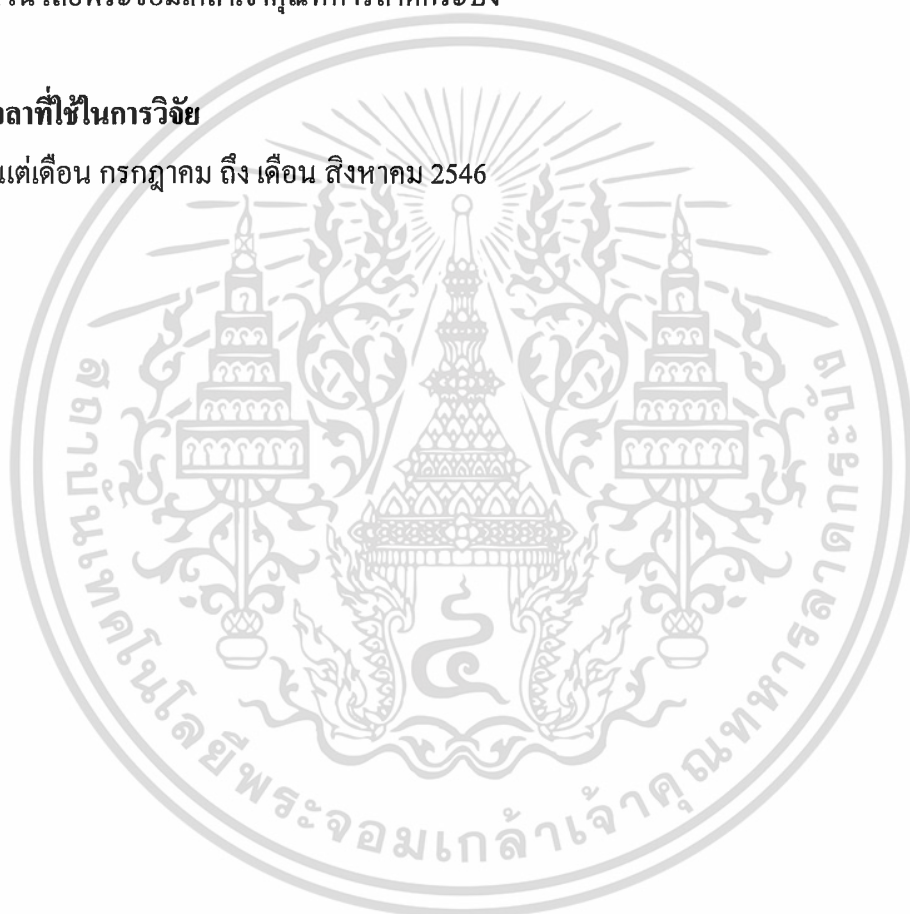 วลาที่ใช้ในการวิจัย
แต่เดือน กรกฎาคม ถึง เดือน สิงหาคม 2546
สถาบันเทคโนโลยีพระจอมเกล้าเจ้าคุณทหารลาดกระบัง
๔